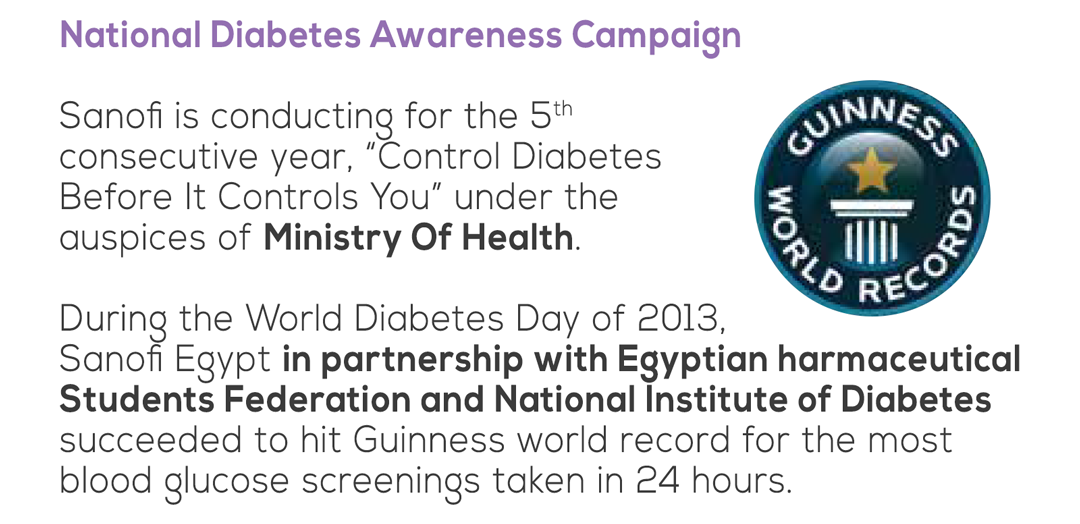 National Diabetes Awareness Campaign
Sanofi is conducting for the 5th
consecutive year, “Control Diabetes
Before It Controls You” under the
auspices of Ministry Of Health.
GUINNESS
WORLD RECORDS
During the World Diabetes Day of 2013,
Sanofi Egypt in partnership with Egyptian harmaceutical
Students Federation and National Institute of Diabetes
succeeded to hit Guinness world record for the most
blood glucose screenings taken in 24 hours.